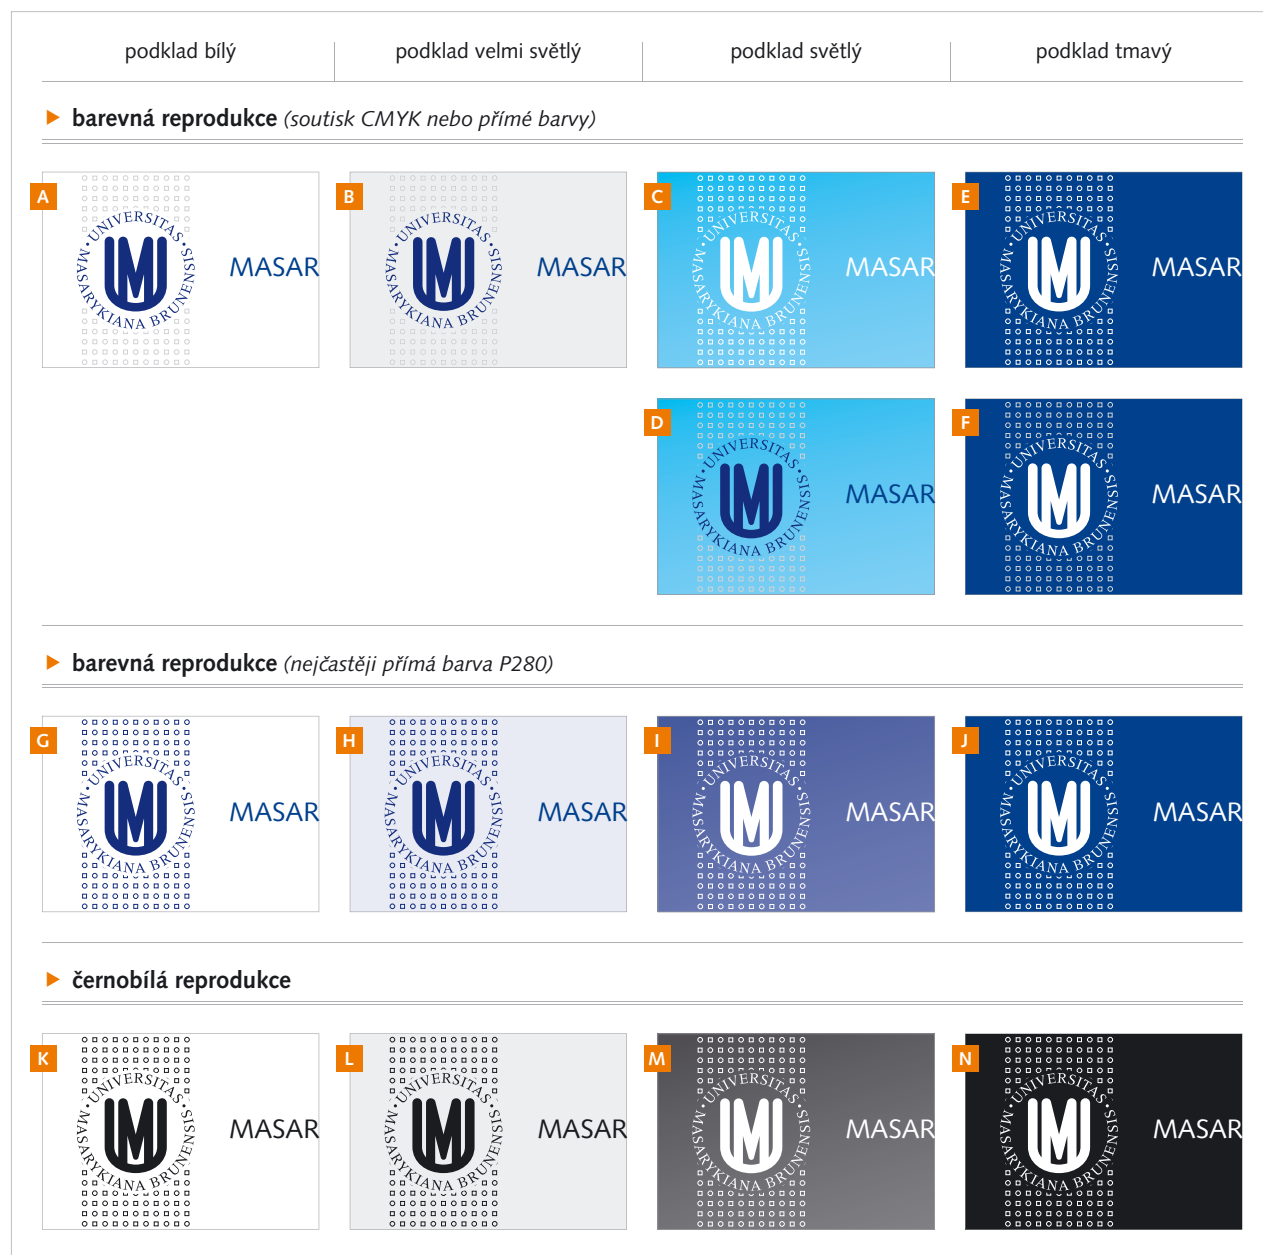 podklad bílý
podklad velmi světlý
podklad světlý
podklad tmavý
barevná reprodukce (soutisk CMYK nebo přímé barvy)
A
UNIVERSITAS • MASARYKIANA BRUNENSIS •
MASAR
B
UNIVERSITAS • MASARYKIANA BRUNENSIS •
MASAR
C
UNIVERSITAS • MASARYKIANA BRUNENSIS •
MASAR
E
UNIVERSITAS • MASARYKIANA BRUNENSIS •
MASAR
D
UNIVERSITAS • MASARYKIANA BRUNENSIS •
MASAR
F
UNIVERSITAS • MASARYKIANA BRUNENSIS •
MASAR
barevná reprodukce (nejčastěji přímá barva P280)
G
UNIVERSITAS • MASARYKIANA BRUNENSIS •
MASAR
H
UNIVERSITAS • MASARYKIANA BRUNENSIS •
MASAR
I
UNIVERSITAS • MASARYKIANA BRUNENSIS •
MASAR
J
UNIVERSITAS • MASARYKIANA BRUNENSIS •
MASAR
černobílá reprodukce
K
UNIVERSITAS • MASARYKIANA BRUNENSIS •
MASAR
L
UNIVERSITAS • MASARYKIANA BRUNENSIS •
MASAR
M
UNIVERSITAS • MASARYKIANA BRUNENSIS •
MASAR
N
UNIVERSITAS • MASARYKIANA BRUNENSIS •
MASAR